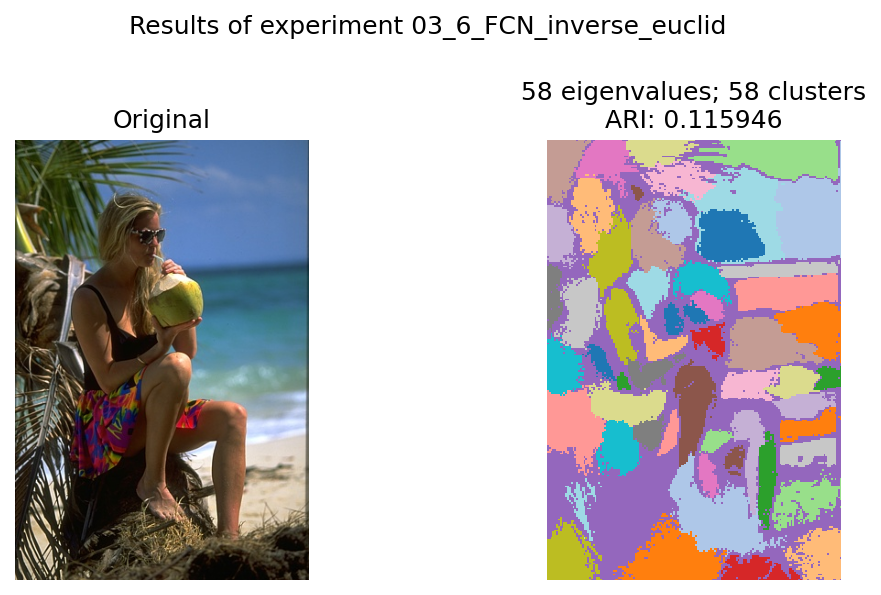 Results of experiment 03_6_FCN_inverse_euclid
Original
58 eigenvalues; 58 clusters
ARI: 0.115946